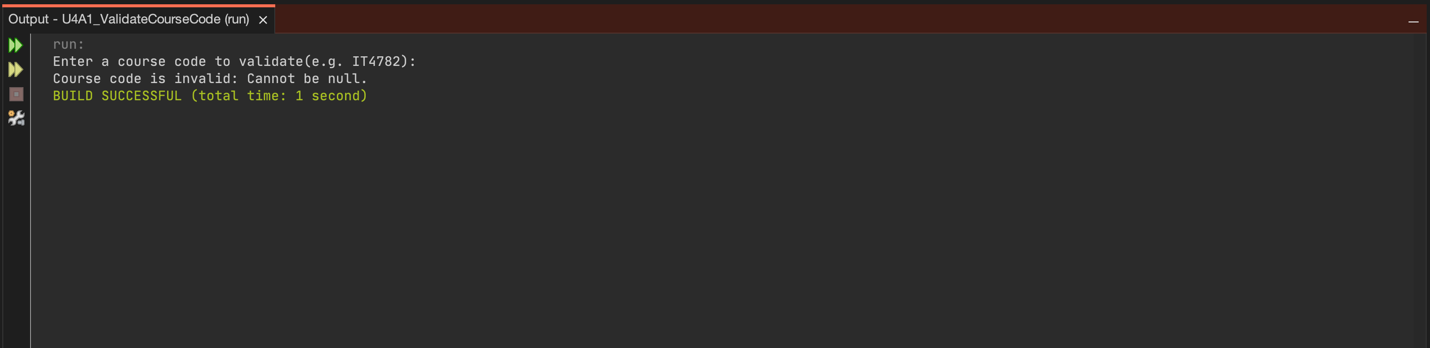 Output - U4A1_ValidateCourseCode (run)
run:
Enter a course code to validate(e.g. IT4782):
Course code is invalid: Cannot be null.
BUILD SUCCESSFUL (total time: 1 second)